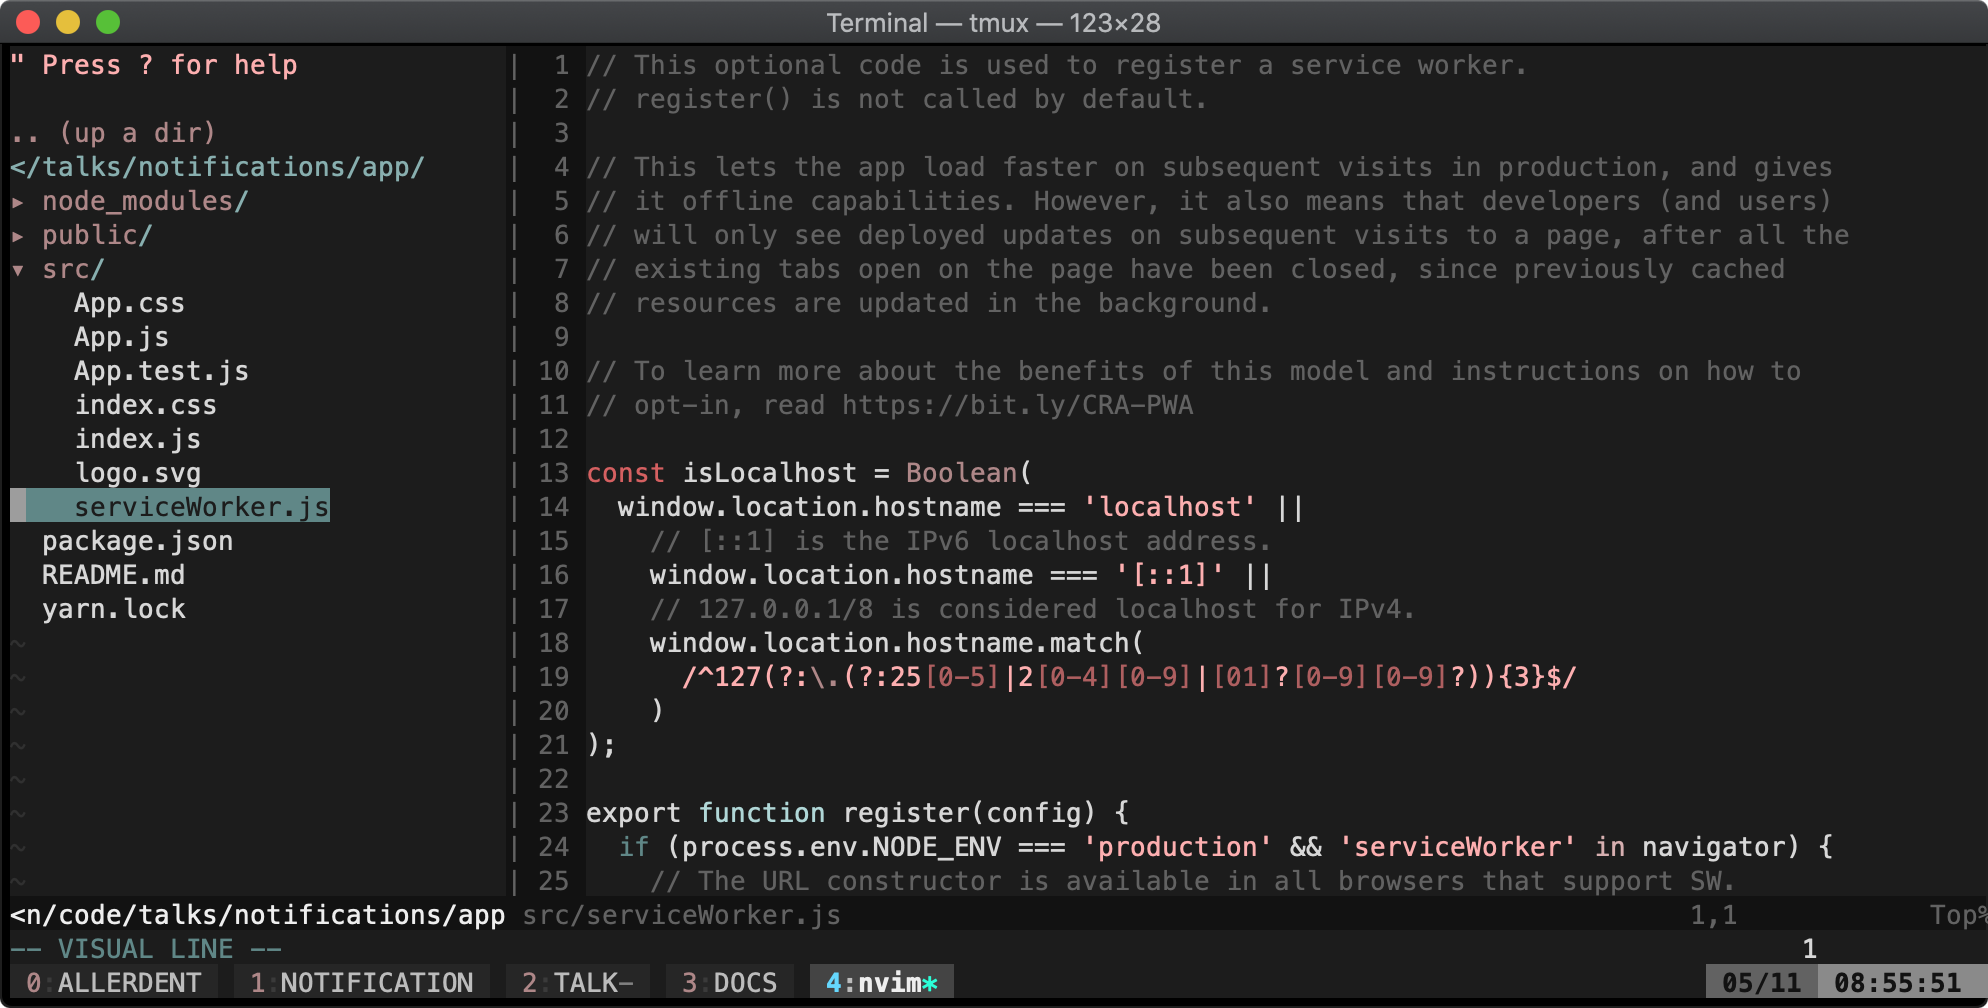 Terminal — tmux — 123×28
" Press ? for help
.. (up a dir)
</talks/notifications/app/
▸ node_modules/
▸ public/
▾ src/
App.css
App.js
App.test.js
index.css
index.js
logo.svg
serviceWorker.js
package.json
README.md
yarn.lock
~
~
~
~
~
~
~
~
1 // This optional code is used to register a service worker.
2 // register() is not called by default.
3
4 // This lets the app load faster on subsequent visits in production, and gives
5 // it offline capabilities. However, it also means that developers (and users)
6 // will only see deployed updates on subsequent visits to a page, after all the
7 // existing tabs open on the page have been closed, since previously cached
8 // resources are updated in the background.
9
10 // To learn more about the benefits of this model and instructions on how to
11 // opt-in, read https://bit.ly/CRA-PWA
12
13 const isLocalhost = Boolean(
14   window.location.hostname === 'localhost' ||
15     // [::1] is the IPv6 localhost address.
16     window.location.hostname === '[::1]' ||
17     // 127.0.0.1/8 is considered localhost for IPv4.
18     window.location.hostname.match(
19       /^127(?:\.(?:25[0-5]|2[0-4][0-9]|[01]?[0-9][0-9]?)){3}$/
20     )
21 );
22
23 export function register(config) {
24   if (process.env.NODE_ENV === 'production' && 'serviceWorker' in navigator) {
25     // The URL constructor is available in all browsers that support SW.
<n/code/talks/notifications/app src/serviceWorker.js 1,1 Top%
-- VISUAL LINE -- 1
0:ALLERDENT 1:NOTIFICATION 2:TALK- 3:DOCS 4:nvim* 05/11 08:55:51